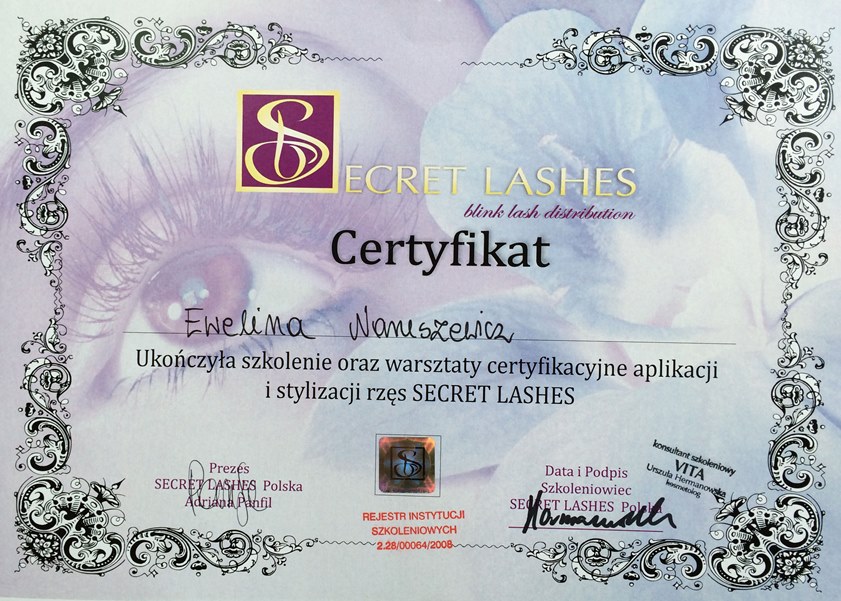 SECRET LASHES
blink lash distribution
Certyfikat
Ewelina Naruszewicz
Ukończyła szkolenie oraz warsztaty certyfikacyjne aplikacji
i stylizacji rzęs SECRET LASHES
Prezes
SECRET LASHES Polska
Adriana Panfil
REJESTR INSTYTUCJI
SZKOLENIOWYCH
2.28/00064/2008
Data i Podpis
Szkoleniowiec
SECRET LASHES Polska
konsultant szkoleniowy
VITA
Urszula Hermanowska
kosmetolog